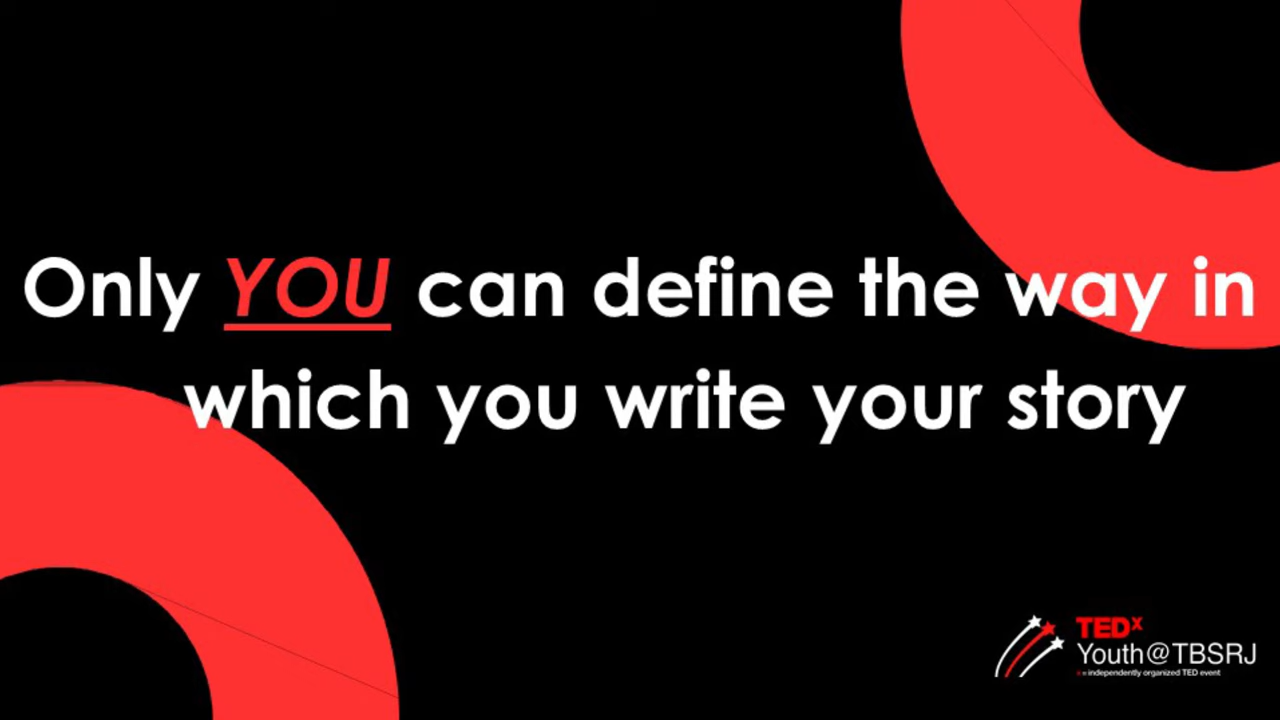 Only YOU can define the way in
which you write your story
TEDx
Youth@TBSRJ
x = independently organized TED event